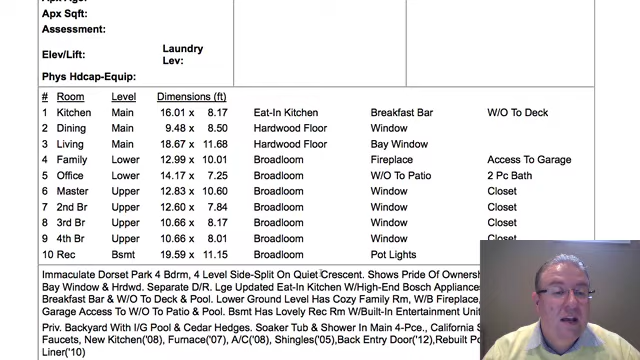 Apx Sqft:
Assessment:
Elev/Lift: Laundry Lev:
Phys Hdcap-Equip:
# Room Level Dimensions (ft)
1 Kitchen Main 16.01 x 8.17 Eat-In Kitchen Breakfast Bar W/O To Deck
2 Dining Main 9.48 x 8.50 Hardwood Floor Window
3 Living Main 18.67 x 11.68 Hardwood Floor Bay Window
4 Family Lower 12.99 x 10.01 Broadloom Fireplace Access To Garage
5 Office Lower 14.17 x 7.25 Broadloom W/O To Patio 2 Pc Bath
6 Master Upper 12.83 x 10.60 Broadloom Window Closet
7 2nd Br Upper 12.60 x 7.84 Broadloom Window Closet
8 3rd Br Upper 10.66 x 8.17 Broadloom Window Closet
9 4th Br Upper 10.66 x 8.01 Broadloom Window Closet
10 Rec Bsmt 19.59 x 11.15 Broadloom Pot Lights
Immaculate Dorset Park 4 Bdrm, 4 Level Side-Split On Quiet Crescent. Shows Pride Of
Bay Window & Hrdwd. Separate D/R. Lge Updated Eat-In Kitchen W/High-End Bosch
Breakfast Bar & W/O To Deck & Pool. Lower Ground Level Has Cozy Family Rm, W/B Fireplace,
Garage Access To W/O To Patio & Pool. Bsmt Has Lovely Rec Rm W/Built-In Entertainment
Priv. Backyard With I/G Pool & Cedar Hedges. Soaker Tub & Shower In Main 4-Pce., California
Faucets, New Kitchen('08), Furnace('07), A/C('08), Shingles('05),Back Entry Door('12),Rebuilt
Liner('10)